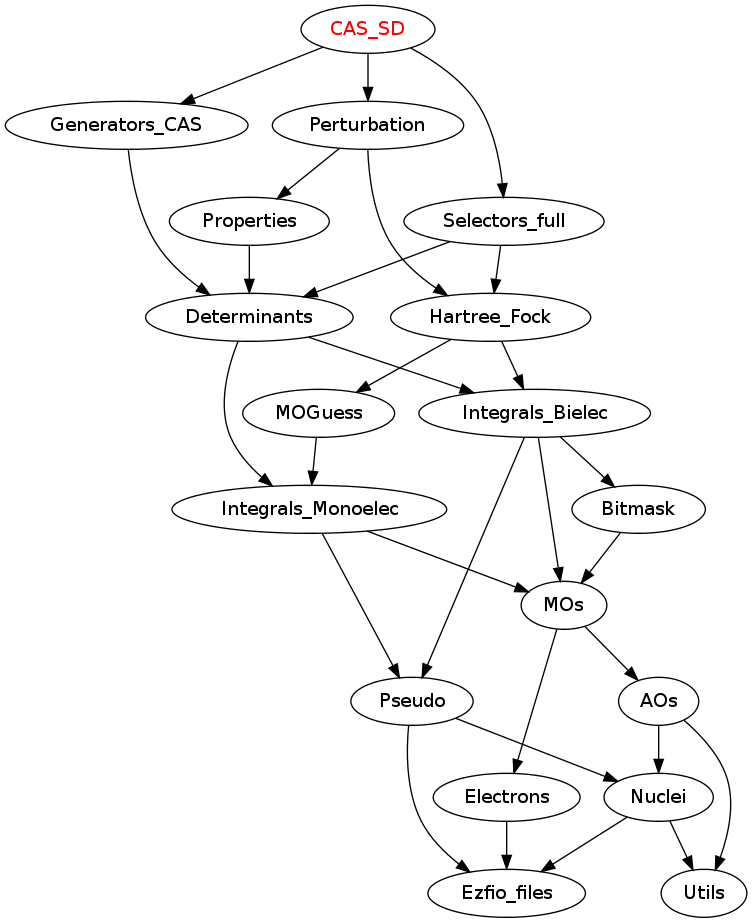 CAS_SD
Generators_CAS
Perturbation
Properties
Selectors_full
Determinants
Hartree_Fock
MOGuess
Integrals_Bielec
Integrals_Monoelec
Bitmask
MOs
Pseudo
AOs
Electrons
Nuclei
Ezfio_files
Utils